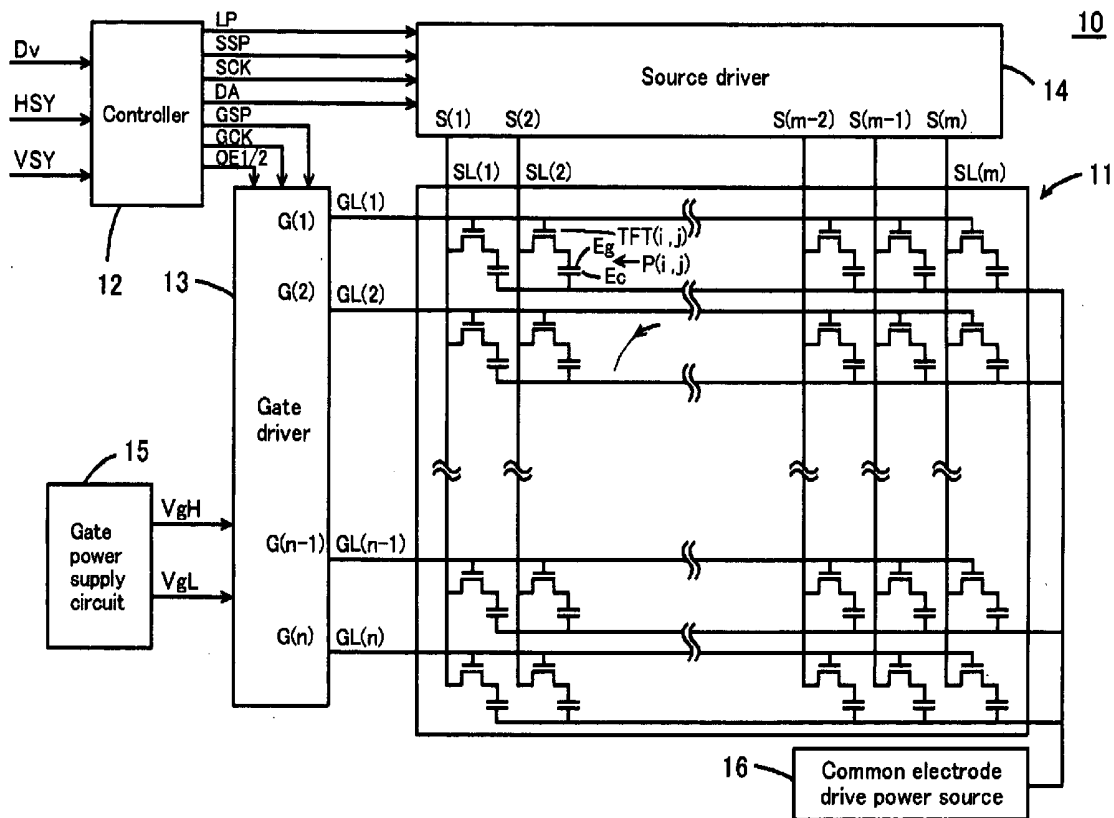 10
LP
Dv
SSP
HSY
SCK
VSY
DA
GSP
GCK
OE1/2
Controller
12
Source driver
14
S(1)
S(2)
S(m-2)
S(m-1)
S(m)
SL(1)
SL(2)
SL(m)
11
13
Gate driver
G(1)
GL(1)
TFT(i,j)
Eg
P(i,j)
Ec
G(2)
GL(2)
15
Gate
power
supply
circuit
VgH
VgL
G(n-1)
GL(n-1)
G(n)
GL(n)
16
Common electrode
drive power source